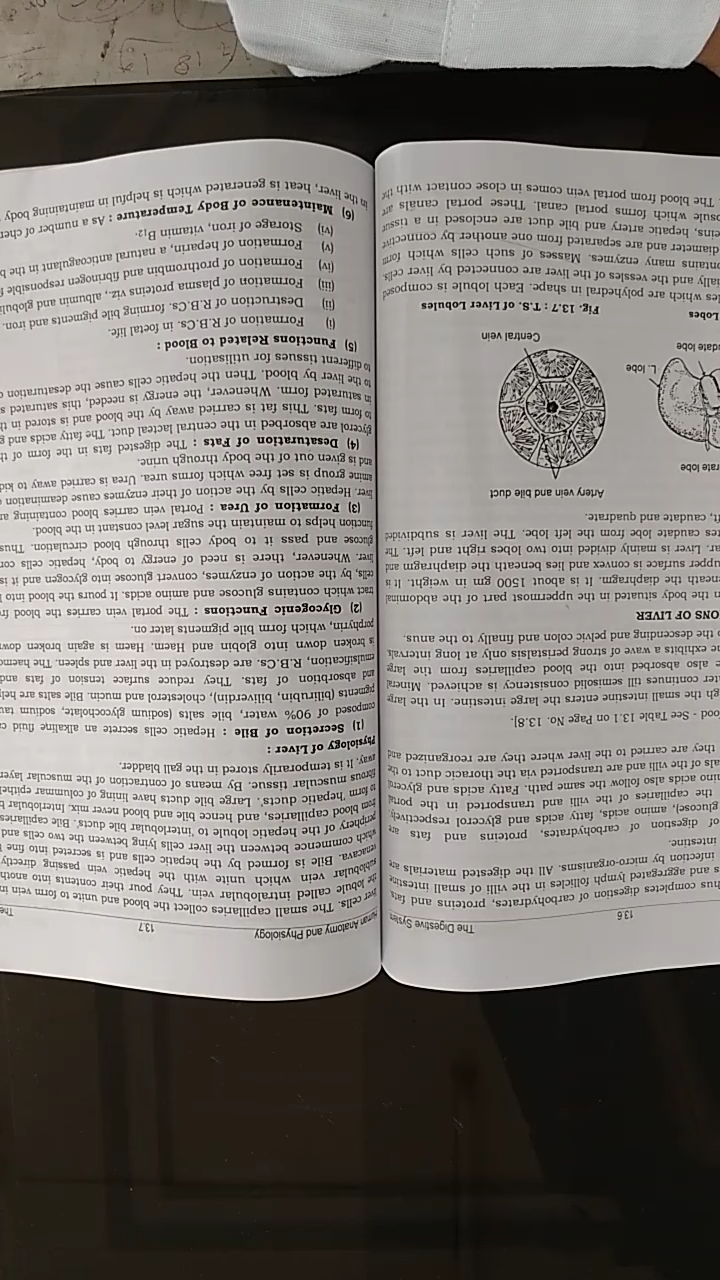 13.6
The Digestive System
hus completes digestion of carbohydrates, proteins and fats
s and aggregated lymph follicles in the villi of small intestine
infection by micro-organisms. All the digested materials are
intestine.
of digestion of carbohydrates, proteins and fats are
glucose), amino acids, fatty acids and glycerol respectively.
the capillaries of the villi and transported in the portal
ino acids also follow the same path. Fatty acids and glycerol
als of the villi and are transported via the thoracic duct to the
they are carried to the liver where they are reorganized and
ood - See Table 13.1 on Page No. 13.8].
gh the small intestine enters the large intestine. In the large
ater continues till semisolid consistency is achieved. Mineral
e also absorbed into the blood capillaries from the large
ne exhibits a wave of strong peristalsis only at long intervals.
to the descending and pelvic colon and finally to the anus.
ONS OF LIVER
n the body situated in the uppermost part of the abdominal
neath the diaphragm. It is about 1500 gm in weight. It is
upper surface is convex and lies beneath the diaphragm and
ar. Liver is mainly divided into two lobes right and left. The
tes caudate lobe from the left lobe. The liver is subdivided
ft, caudate and quadrate.
Artery vein and bile duct
rate lobe
L. lobe
udate lobe
Central vein
Lobes
Fig. 13.7 : T.S. of Liver Lobules
les which are polyhedral in shape. Each lobule is composed
ially and the vessels of the liver are connected by liver cells.
ntains many enzymes. Masses of such cells which form
diameter and are separated from one another by connective
eins, hepatic artery and bile duct are enclosed in a tissue
psule which forms portal canal. These portal canals are
. The blood from portal vein comes in close contact with the
Human Anatomy and Physiology
13.7
The
liver cells. The small capillaries collect the blood and unite to form vein in
the lobule called intralobular vein. They pour their contents into anoth
sublobular vein which unite with the hepatic vein passing directly
venacava. Bile is formed by the hepatic cells and is secreted into fine
which commence between the liver cells lying between the two cells and
periphery of the hepatic lobule to interlobular bile ducts. Bile capillaries
from blood capillaries, and hence bile and blood never mix. Interlobular b
to form 'hepatic ducts'. Large bile ducts have lining of columnar epithe
fibrous muscular tissue. By means of contraction of the muscular layer
away. It is temporarily stored in the gall bladder.
Physiology of Liver :
(1) Secretion of Bile : Hepatic cells secrete an alkaline fluid ca
composed of 90% water, bile salts (sodium glycocholate, sodium tau
pigments (bilirubin, biliverdin), cholesterol and mucin. Bile salts are help
and absorbtion of fats. They reduce surface tension of fats and
emulsification, R.B.Cs. are destroyed in the liver and spleen. The haemo
is broken down into globin and Haem. Haem is again broken down
porphyrin, which form bile pigments later on.
(2) Glycogenic Functions : The portal vein carries the blood fr
tract which contains glucose and amino acids. It pours the blood into l
cells, by the action of enzymes, convert glucose into glycogen and it is
liver. Whenever, there is need of energy to body, hepatic cells con
glucose and pass it to body cells through blood circulation. Thus
function helps to maintain the sugar level constant in the blood.
(3) Formation of Urea : Portal vein carries blood containing am
liver. Hepatic cells by the action of their enzymes cause deamination o
amine group is set free which forms urea. Urea is carried away to kid
and is given out of the body through urine.
(4) Desaturation of Fats : The digested fats in the form of th
glycerol are absorbed in the central lacteal duct. The fatty acids and g
to form fats. This fat is carried away by the blood and is stored in th
in saturated form. Whenever, the energy is needed, this saturated s
to the liver by blood. Then the hepatic cells cause the desaturation o
to different tissues for utilisation.
(5) Functions Related to Blood :
(i) Formation of R.B.Cs. in foetal life.
(ii) Destruction of R.B.Cs. forming bile pigments and iron.
(iii) Formation of plasma proteins viz., albumin and globuli
(iv) Formation of prothrombin and fibrinogen responsible f
(v) Formation of heparin, a natural anticoagulant in the b
(vi) Storage of iron, vitamin B12.
(6) Maintenance of Body Temperature : As a number of chem
in the liver, heat is generated which is helpful in maintaining body